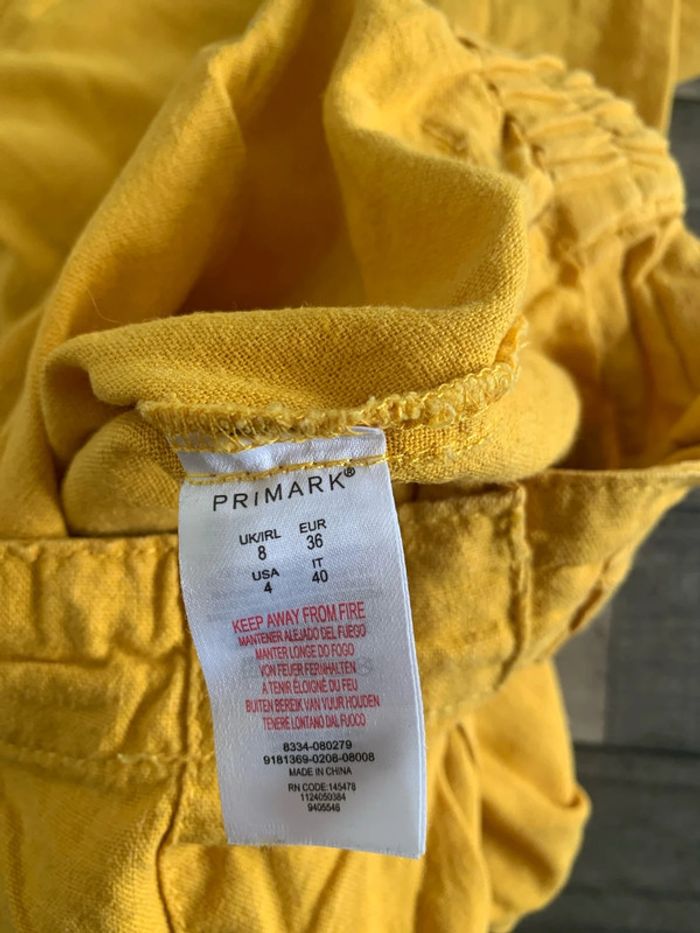 PRIMARK®
UK/IRL EUR
8 36
USA IT
4 40
KEEP AWAY FROM FIRE
MANTENER ALEJADO DEL FUEGO
MANTER LONGE DO FOGO
VON FEUER FERNHALTEN
A TENIR ÉLOIGNÉ DU FEU
BUITEN BEREIK VAN VUUR HOUDEN
TENERE LONTANO DAL FUOCO
8334-080279
9181369-0208-08008
MADE IN CHINA
RN CODE:145478
1124050384
9405546